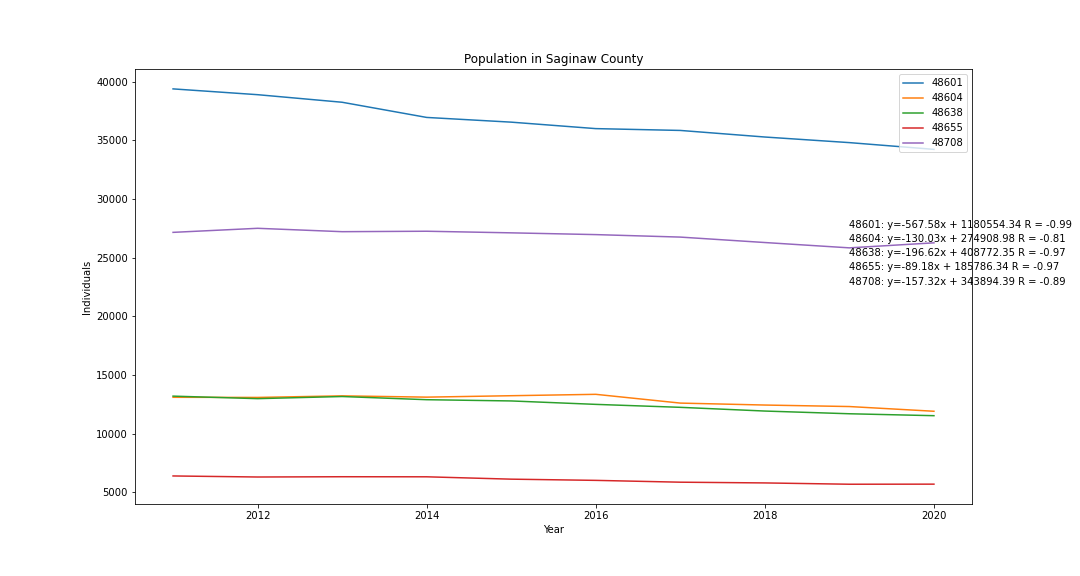 Population in Saginaw County
40000
35000
30000
25000
20000
15000
10000
5000
Individuals
48601
48604
48638
48655
48708
48601: y=-567.58x + 1180554.34 R = -0.99
48604: y=-130.03x + 274908.98 R = -0.81
48638: y=-196.62x + 408772.35 R = -0.97
48655: y=-89.18x + 185786.34 R = -0.97
48708: y=-157.32x + 343894.39 R = -0.89
2012 2014 2016 2018 2020
Year